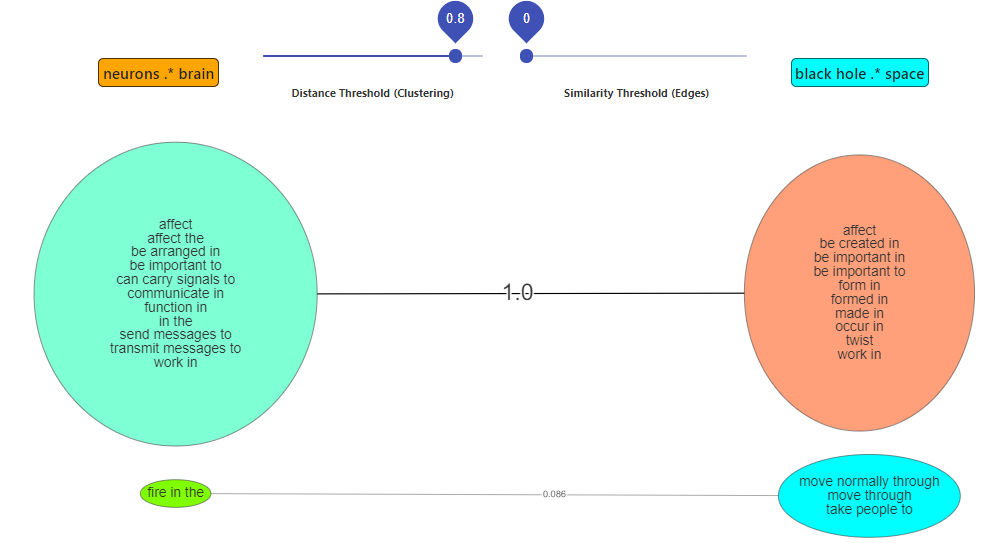 0.8
0
neurons .* brain
black hole .* space
Distance Threshold (Clustering)
Similarity Threshold (Edges)
affect
affect the
be arranged in
be important to
can carry signals to
communicate in
function in
in the
send messages to
transmit messages to
work in
1.0
affect
be created in
be important in
be important to
form in
formed in
made in
occur in
twist
work in
fire in the
0.086
move normally through
move through
take people to